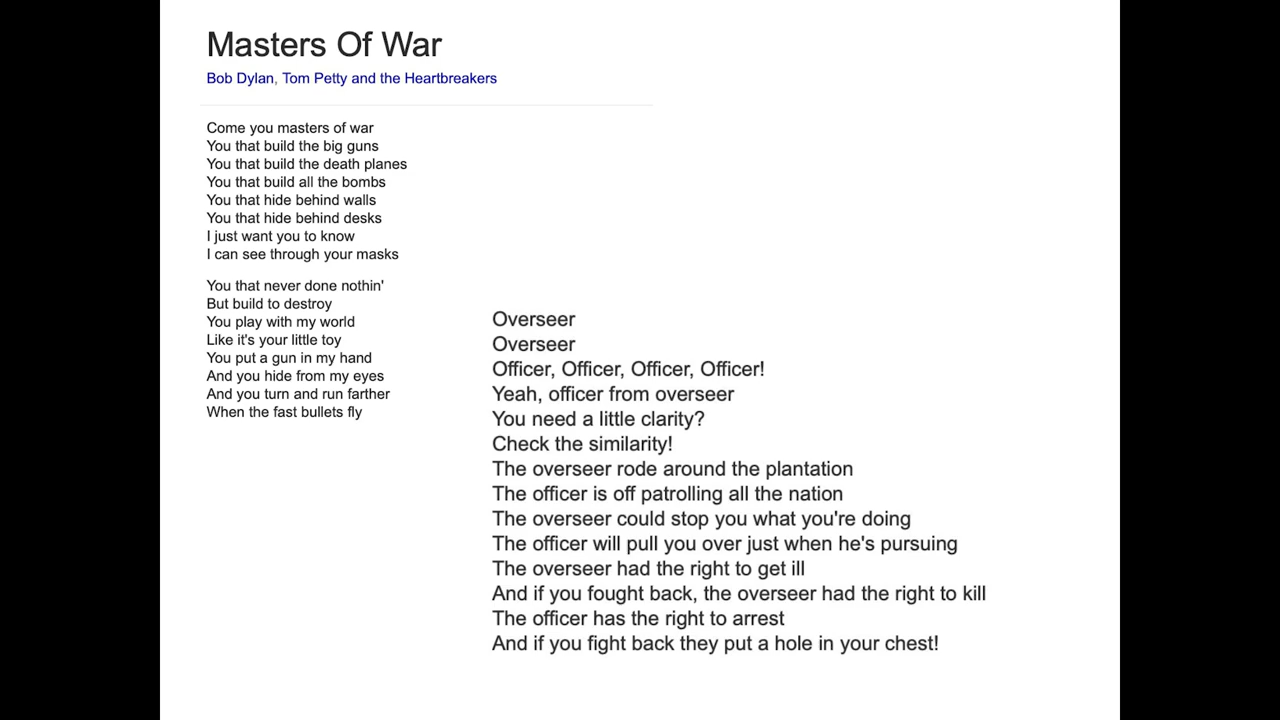 Masters Of War
Bob Dylan, Tom Petty and the Heartbreakers
Come you masters of war
You that build the big guns
You that build the death planes
You that build all the bombs
You that hide behind walls
You that hide behind desks
I just want you to know
I can see through your masks
You that never done nothin'
But build to destroy
You play with my world
Like it's your little toy
You put a gun in my hand
And you hide from my eyes
And you turn and run farther
When the fast bullets fly
Overseer
Overseer
Officer, Officer, Officer, Officer!
Yeah, officer from overseer
You need a little clarity?
Check the similarity!
The overseer rode around the plantation
The officer is off patrolling all the nation
The overseer could stop you what you're doing
The officer will pull you over just when he's pursuing
The overseer had the right to get ill
And if you fought back, the overseer had the right to kill
The officer has the right to arrest
And if you fight back they put a hole in your chest!